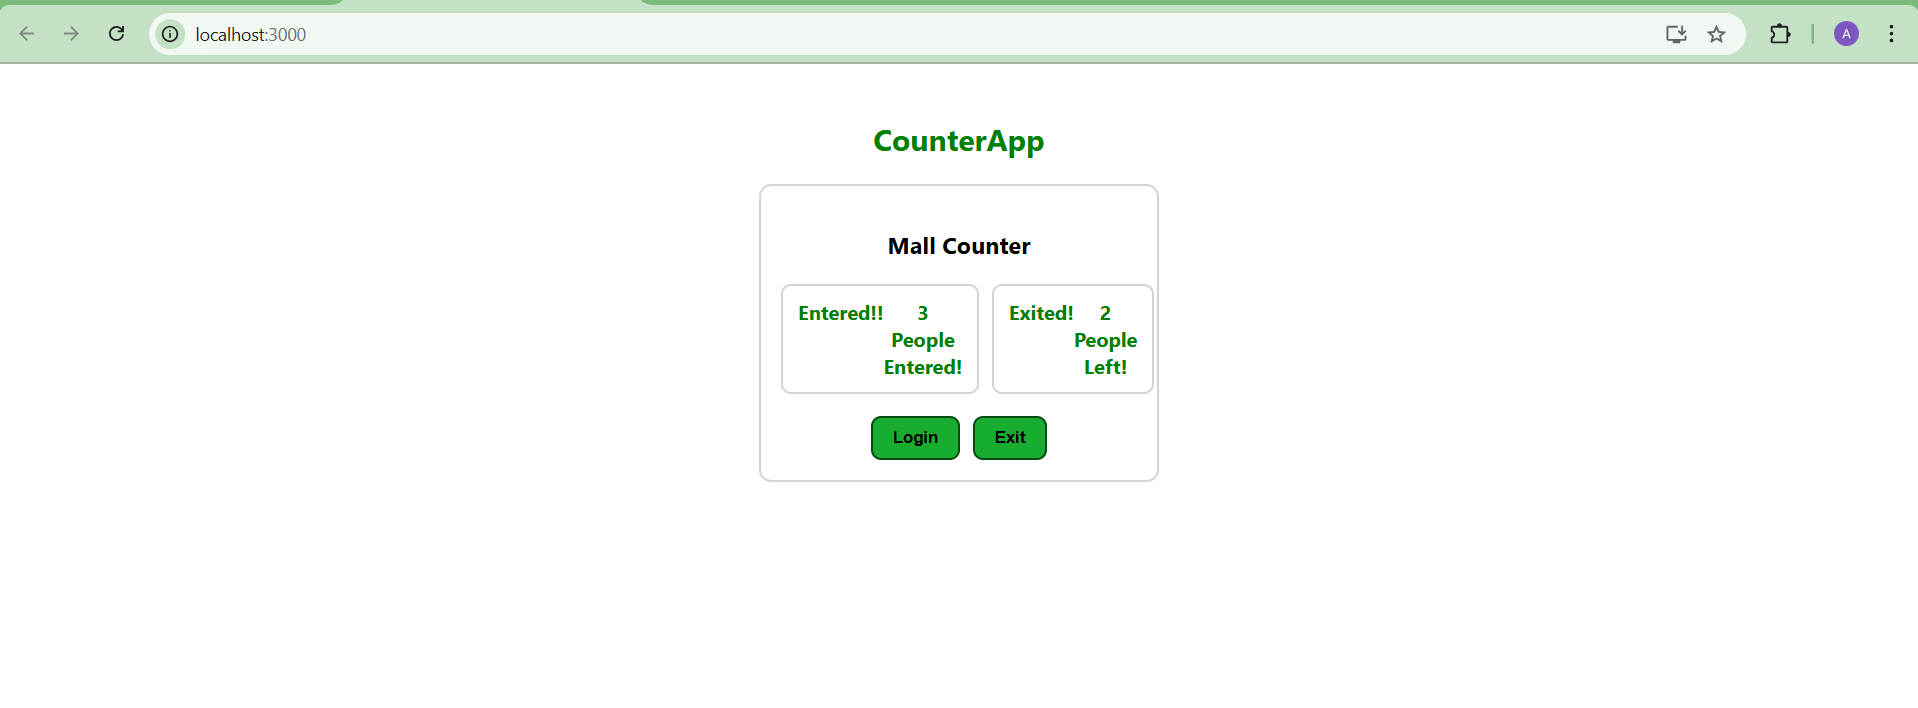 localhost:3000
A
CounterApp
Mall Counter
Entered!!
3
People
Entered!
Exited!
2
People
Left!
Login
Exit